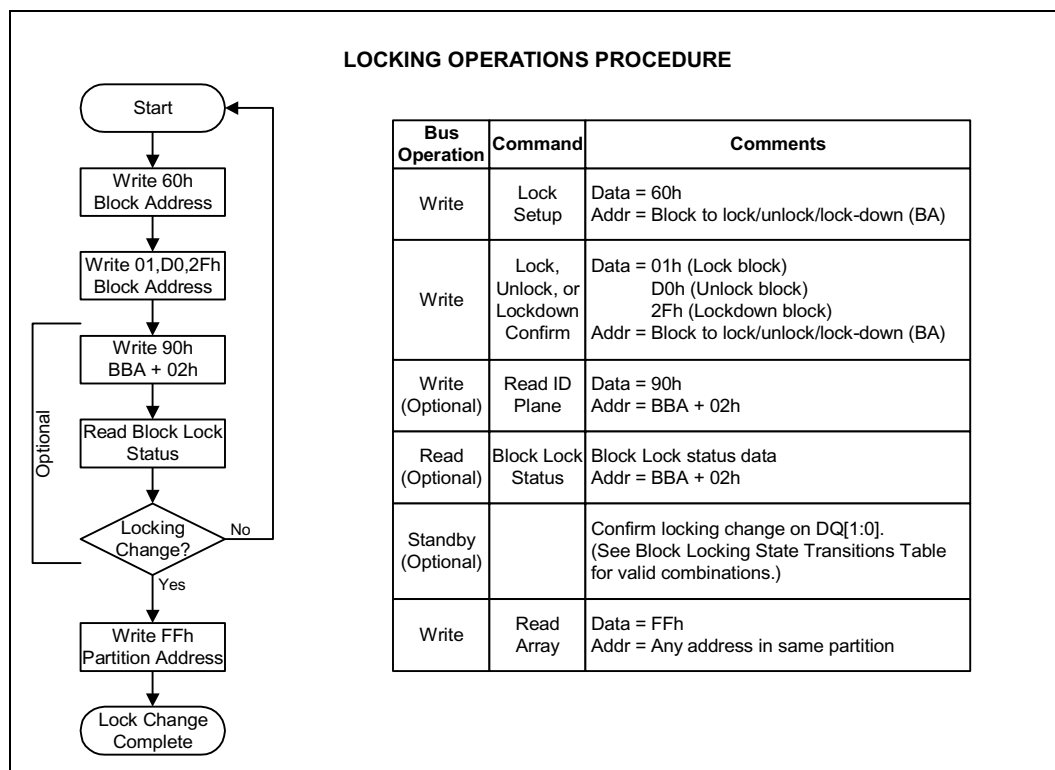 LOCKING OPERATIONS PROCEDURE
Start
Write 60h
Block Address
Write 01,D0,2Fh
Block Address
Optional
Write 90h
BBA + 02h
Read Block Lock
Status
Locking
Change?
No
Yes
Write FFh
Partition Address
Lock Change
Complete
Bus
Operation
Command
Comments
Write
Lock
Setup
Data = 60h
Addr = Block to lock/unlock/lock-down (BA)
Write
Lock,
Unlock, or
Lockdown
Confirm
Data = 01h (Lock block)
D0h (Unlock block)
2Fh (Lockdown block)
Addr = Block to lock/unlock/lock-down (BA)
Write
(Optional)
Read ID
Plane
Data = 90h
Addr = BBA + 02h
Read
(Optional)
Block Lock
Status
Block Lock status data
Addr = BBA + 02h
Standby
(Optional)
Confirm locking change on DQ[1:0].
(See Block Locking State Transitions Table
for valid combinations.)
Write
Read
Array
Data = FFh
Addr = Any address in same partition